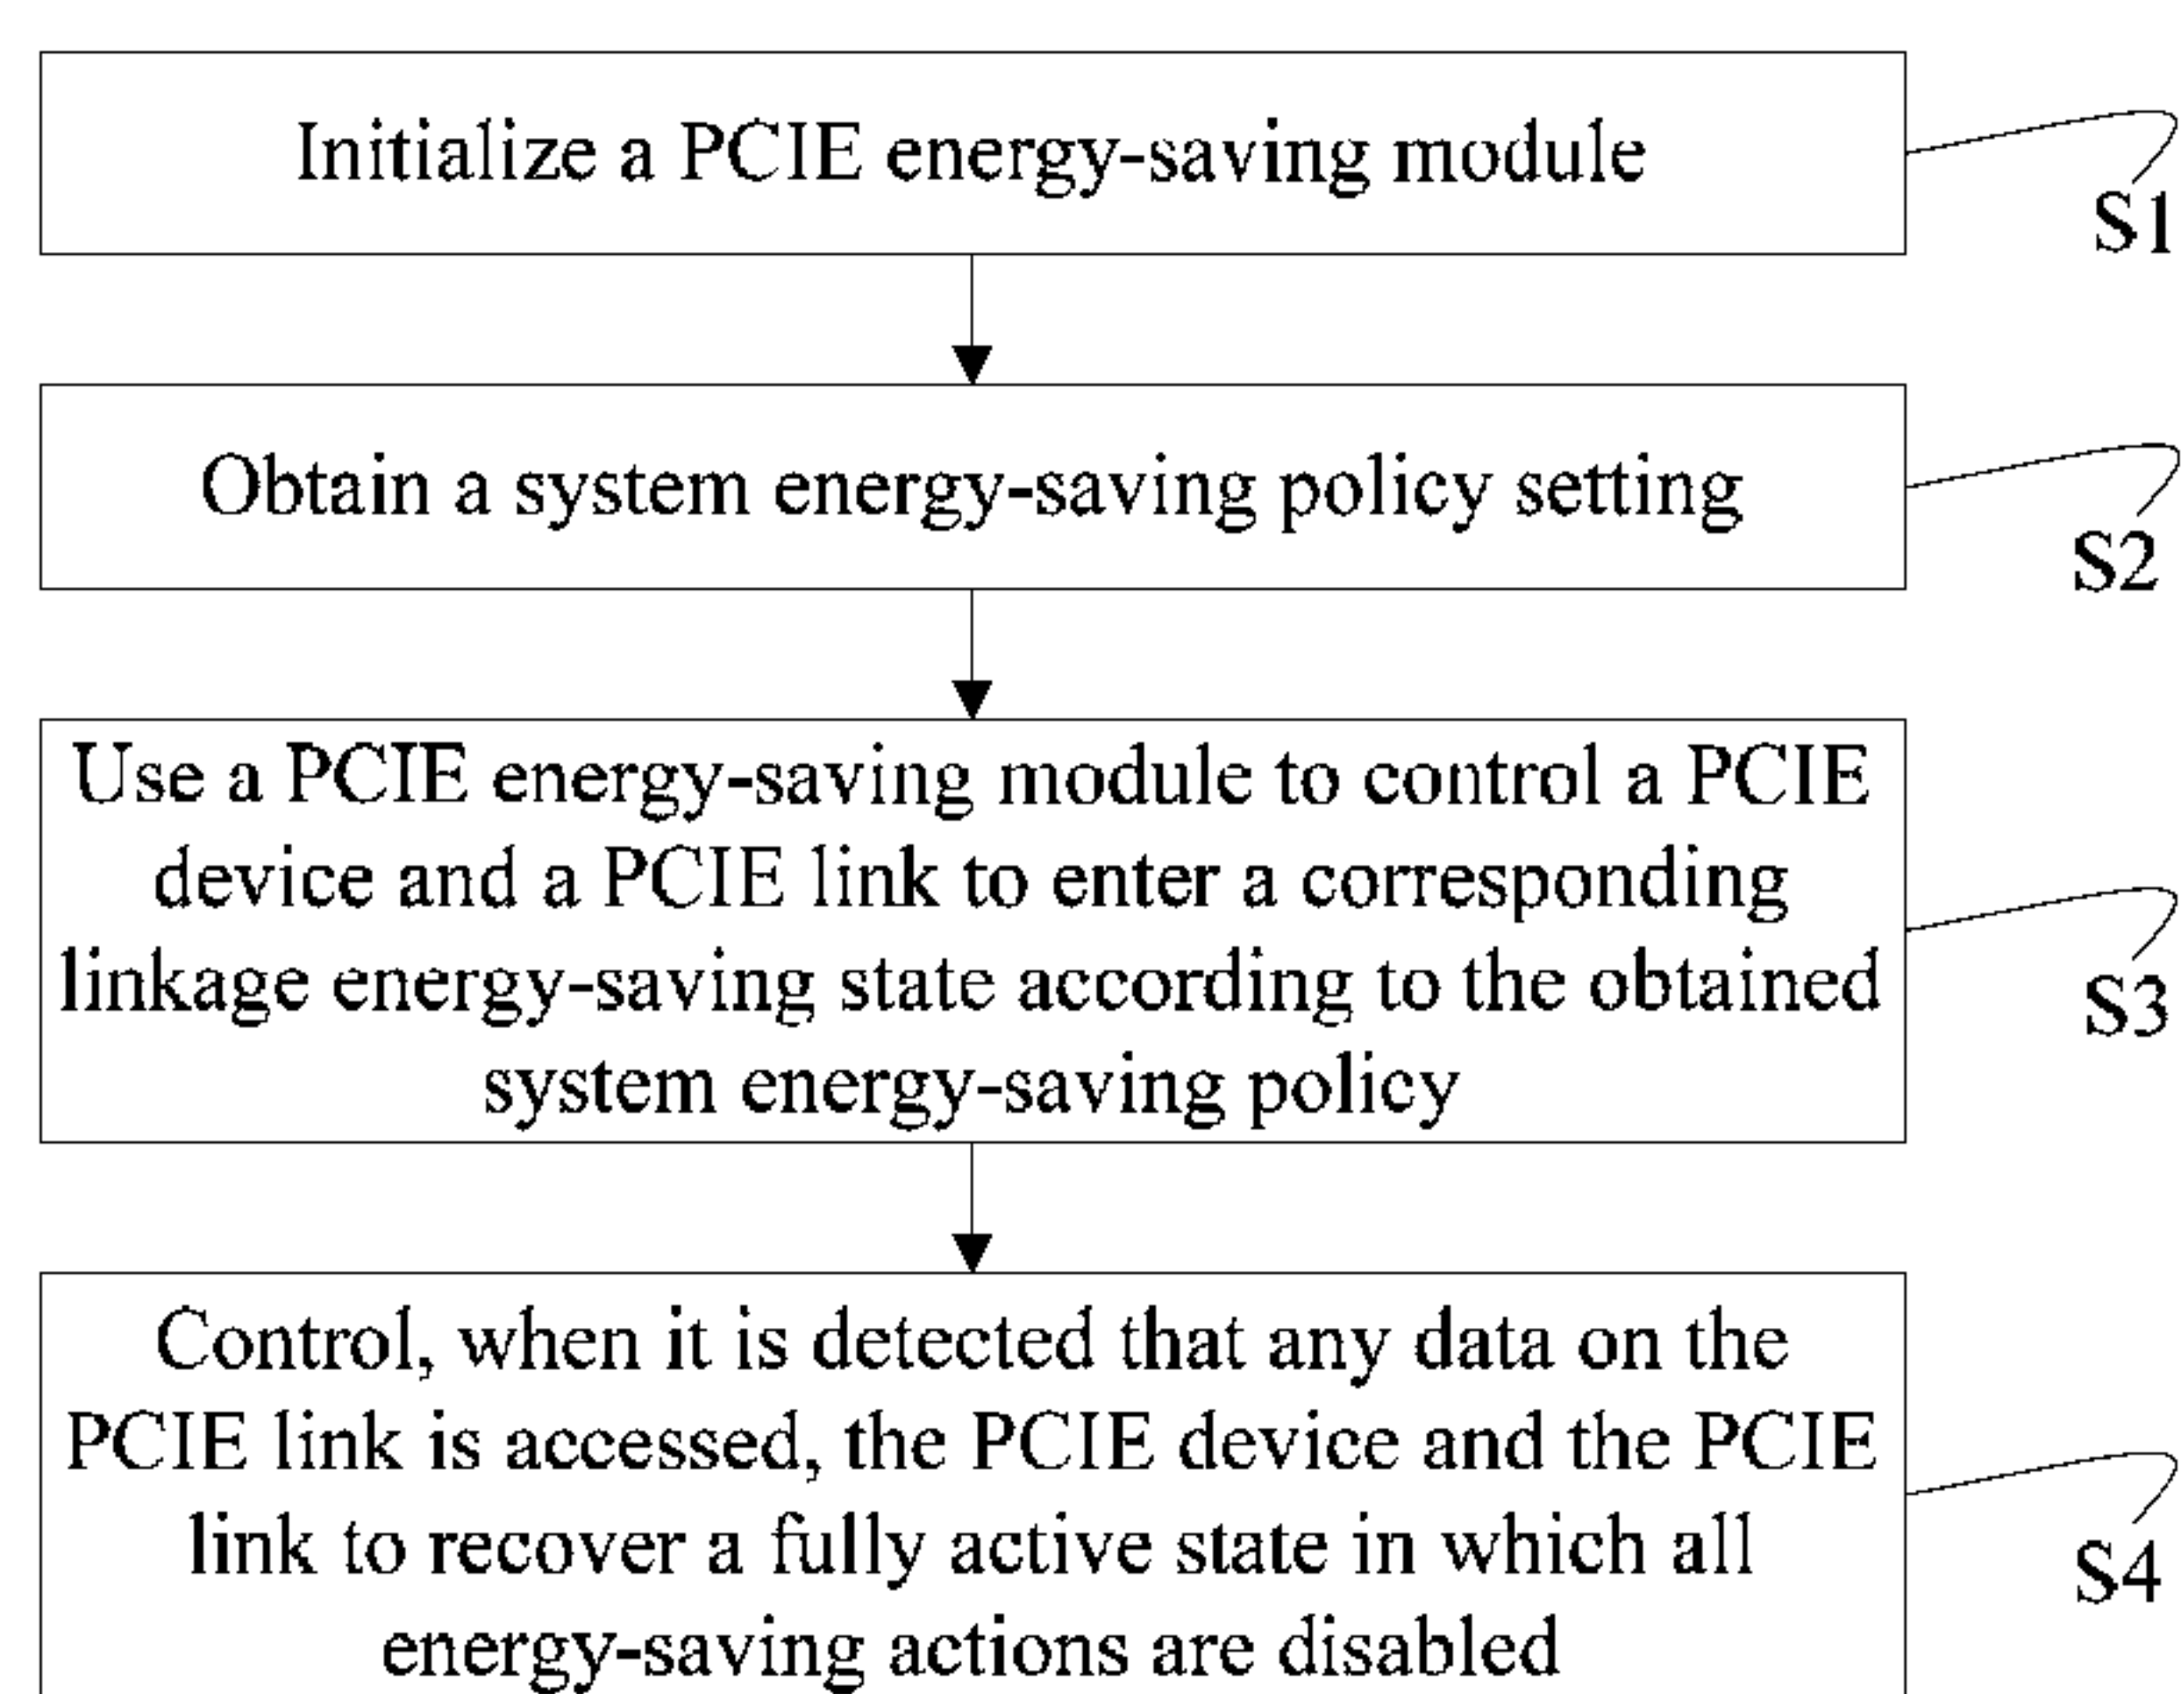 Initialize a PCIE energy-saving module
S1
Obtain a system energy-saving policy setting
S2
Use a PCIE energy-saving module to control a PCIE
device and a PCIE link to enter a corresponding
linkage energy-saving state according to the obtained
system energy-saving policy
S3
Control, when it is detected that any data on the
PCIE link is accessed, the PCIE device and the PCIE
link to recover a fully active state in which all
energy-saving actions are disabled
S4